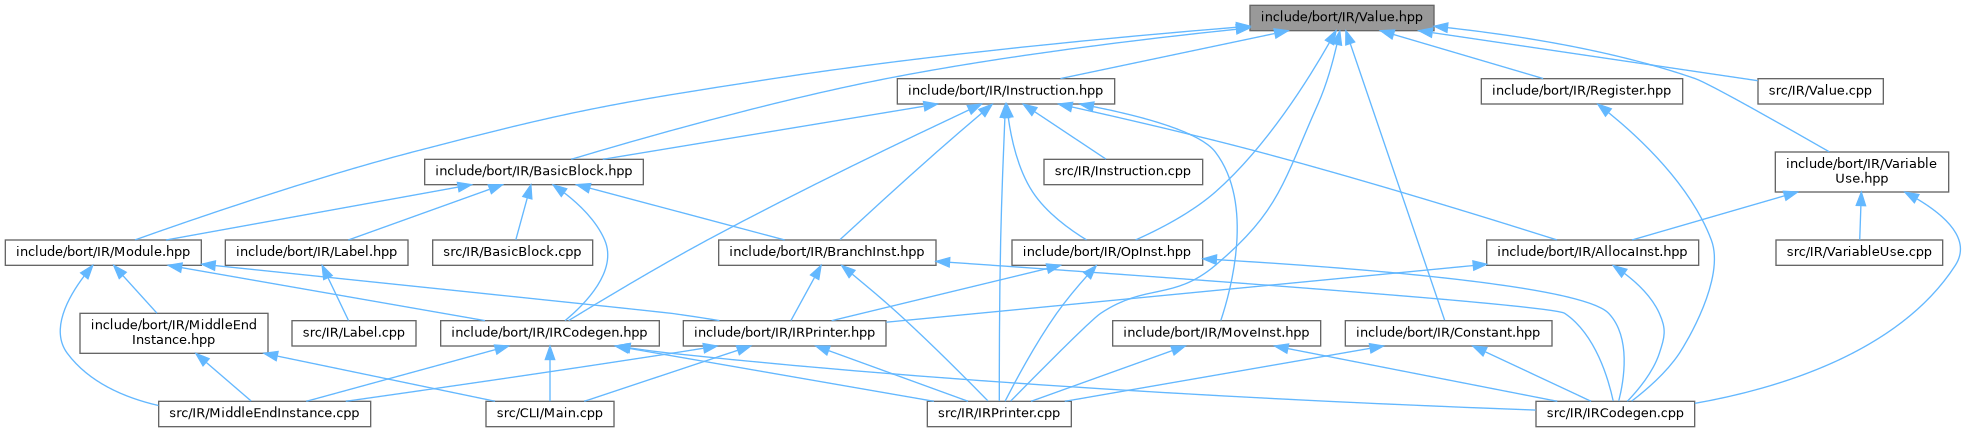 include/bort/IR/Value.hpp
include/bort/IR/Instruction.hpp
include/bort/IR/Register.hpp
src/IR/Value.cpp
include/bort/IR/BasicBlock.hpp
src/IR/Instruction.cpp
include/bort/IR/Variable
Use.hpp
include/bort/IR/Module.hpp
include/bort/IR/Label.hpp
src/IR/BasicBlock.cpp
include/bort/IR/BranchInst.hpp
include/bort/IR/OpInst.hpp
include/bort/IR/AllocaInst.hpp
src/IR/VariableUse.cpp
include/bort/IR/MiddleEnd
Instance.hpp
src/IR/Label.cpp
include/bort/IR/IRCodegen.hpp
include/bort/IR/IRPrinter.hpp
include/bort/IR/MoveInst.hpp
include/bort/IR/Constant.hpp
src/IR/MiddleEndInstance.cpp
src/CLI/Main.cpp
src/IR/IRPrinter.cpp
src/IR/IRCodegen.cpp